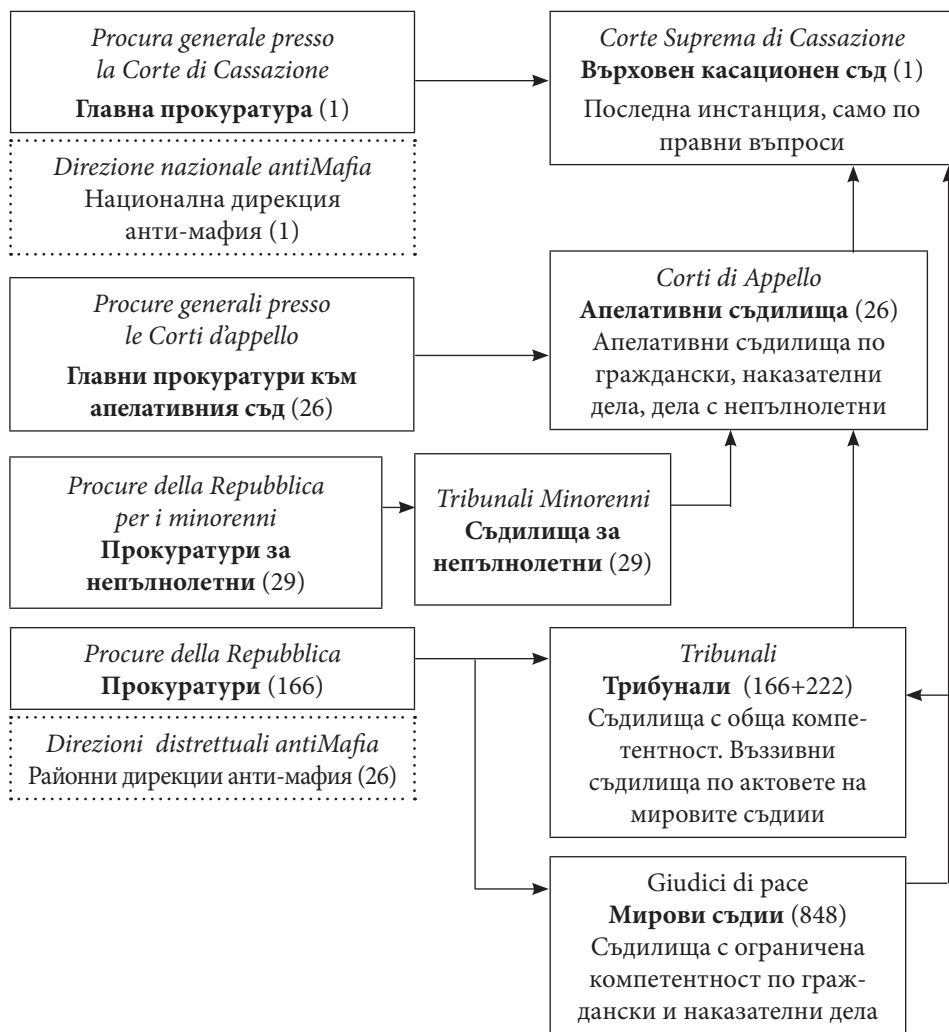 Procura generale presso
la Corte di Cassazione
Главна прокуратура (1)
Corte Suprema di Cassazione
Върховен касационен съд (1)
Последна инстанция, само по
правни въпроси
Direzione nazionale antiMafia
Национална дирекция
анти-мафия (1)
Procure generali presso
le Corti d'appello
Главни прокуратури към
апелативния съд (26)
Corti di Appello
Апелативни съдилища (26)
Апелативни съдилища по
граждански, наказателни
дела, дела с непълнолетни
Procure della Repubblica
per i minorenni
Прокуратури за
непълнолетни (29)
Tribunali Minorenni
Съдилища за
непълнолетни (29)
Procure della Repubblica
Прокуратури (166)
Tribunali
Трибунали (166+222)
Съдилища с обща компе-
тентност. Въззивни
съдилища по актовете на
мировите съдиии
Direzioni distrettuali antiMafia
Районни дирекции анти-мафия (26)
Giudici di pace
Мирови съдии (848)
Съдилища с ограничена
компетентност по граж-
дански и наказателни дела